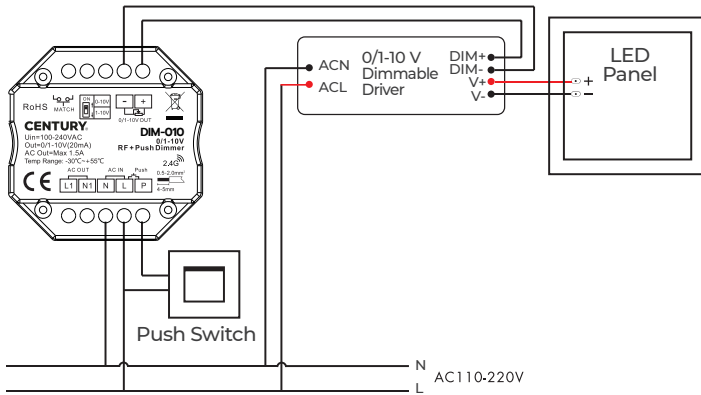 RoHS
MATCH
ON
0-10V
1-10V
- +
0/1-10V OUT
CENTURY®
DIM-010
Uin=100-240VAC
0/1-10V
Out=0/1-10V(20mA)
RF+Push Dimmer
AC Out=Max 1.5A
Temp Range: -30℃~+55℃
2.4G
AC OUT
AC IN
Push
0.5-2.0mm²
CE
L1 N1 N L P
4-5mm
Push Switch
ACN
ACL
0/1-10 V
Dimmable
Driver
DIM+
DIM-
V+
V-
LED
Panel
+
-
N
AC110-220V
L